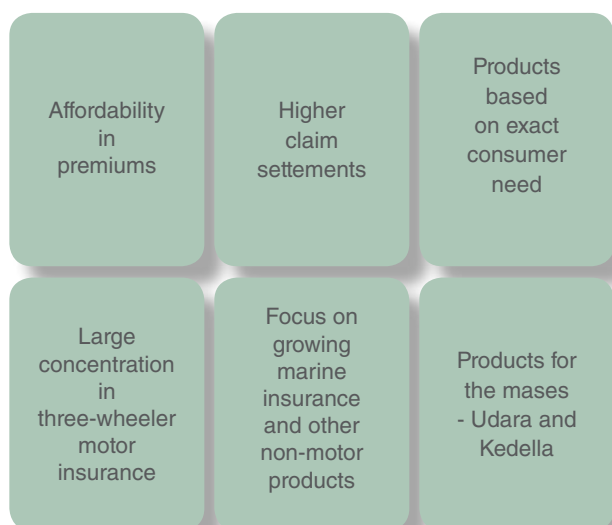 Affordability
in
premiums
Higher
claim
settements
Products
based
on exact
consumer
need
Large
concentration
in
three-wheeler
motor
insurance
Focus on
growing
marine
insurance
and other
non-motor
products
Products for
the mases
- Udara and
Kedella